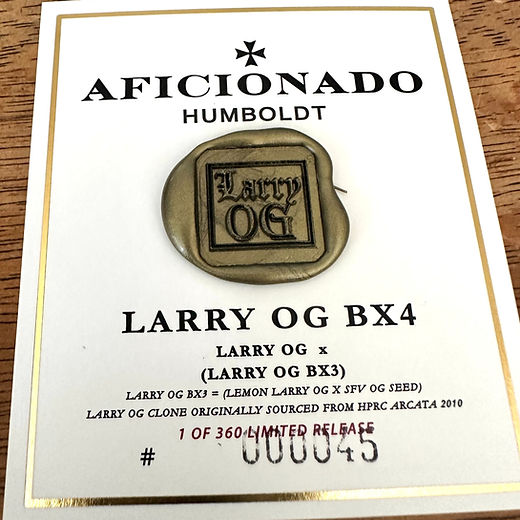 AFICIONADO
HUMBOLDT
Larry
OG
LARRY OG BX4
LARRY OG x
(LARRY OG BX3)
LARRY OG BX3 = (LEMON LARRY OG X SFV OG SEED)
LARRY OG CLONE ORIGINALLY SOURCED FROM HPRC ARCATA 2010
1 OF 360 LIMITED RELEASE
# 000045